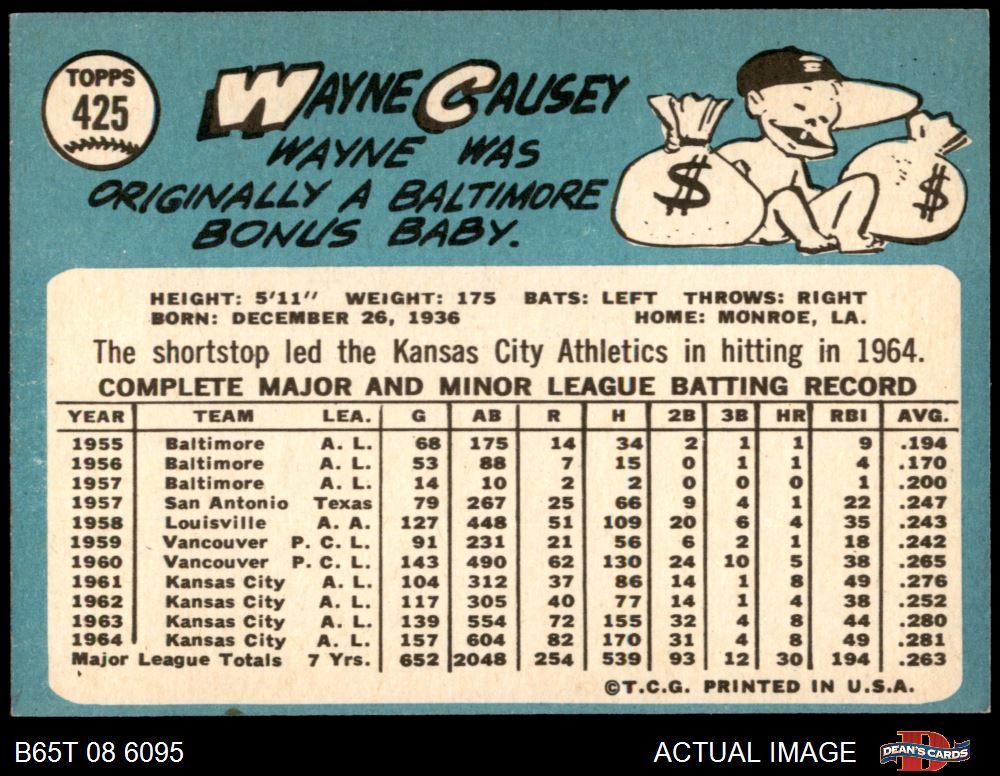 TOPPS
425
WAYNE CAUSEY
WAYNE WAS
ORIGINALLY A BALTIMORE
BONUS BABY.
B
$ $
HEIGHT: 5'11" WEIGHT: 175 BATS: LEFT THROWS: RIGHT
BORN: DECEMBER 26, 1936 HOME: MONROE, LA.
The shortstop led the Kansas City Athletics in hitting in 1964.
COMPLETE MAJOR AND MINOR LEAGUE BATTING RECORD
YEAR TEAM LEA. G AB R H 2B 3B HR RBI AVG.
1955 Baltimore A. L. 68 175 14 34 2 1 1 9 .194
1956 Baltimore A. L. 53 88 7 15 0 1 1 4 .170
1957 Baltimore A. L. 14 10 2 2 0 0 0 1 .200
1957 San Antonio Texas 79 267 25 66 9 4 1 22 .247
1958 Louisville A. A. 127 448 51 109 20 6 4 35 .243
1959 Vancouver P. C. L. 91 231 21 56 6 2 1 18 .242
1960 Vancouver P. C. L. 143 490 62 130 24 10 5 38 .265
1961 Kansas City A. L. 104 312 37 86 14 1 8 49 .276
1962 Kansas City A. L. 117 305 40 77 14 1 4 38 .252
1963 Kansas City A. L. 139 554 72 155 32 4 8 44 .280
1964 Kansas City A. L. 157 604 82 170 31 4 8 49 .281
Major League Totals 7 Yrs. 652 2048 254 539 93 12 30 194 .263
©T.C.G. PRINTED IN U.S.A.
B65T 08 6095 ACTUAL IMAGE
D
DEAN'S CARDS